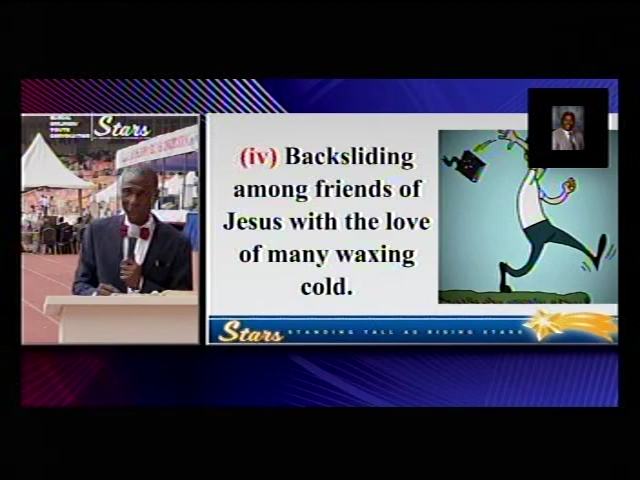 Stars
(iv) Backsliding
among friends of
Jesus with the love
of many waxing
cold.
Stars STANDING TALL AS RISING STARS